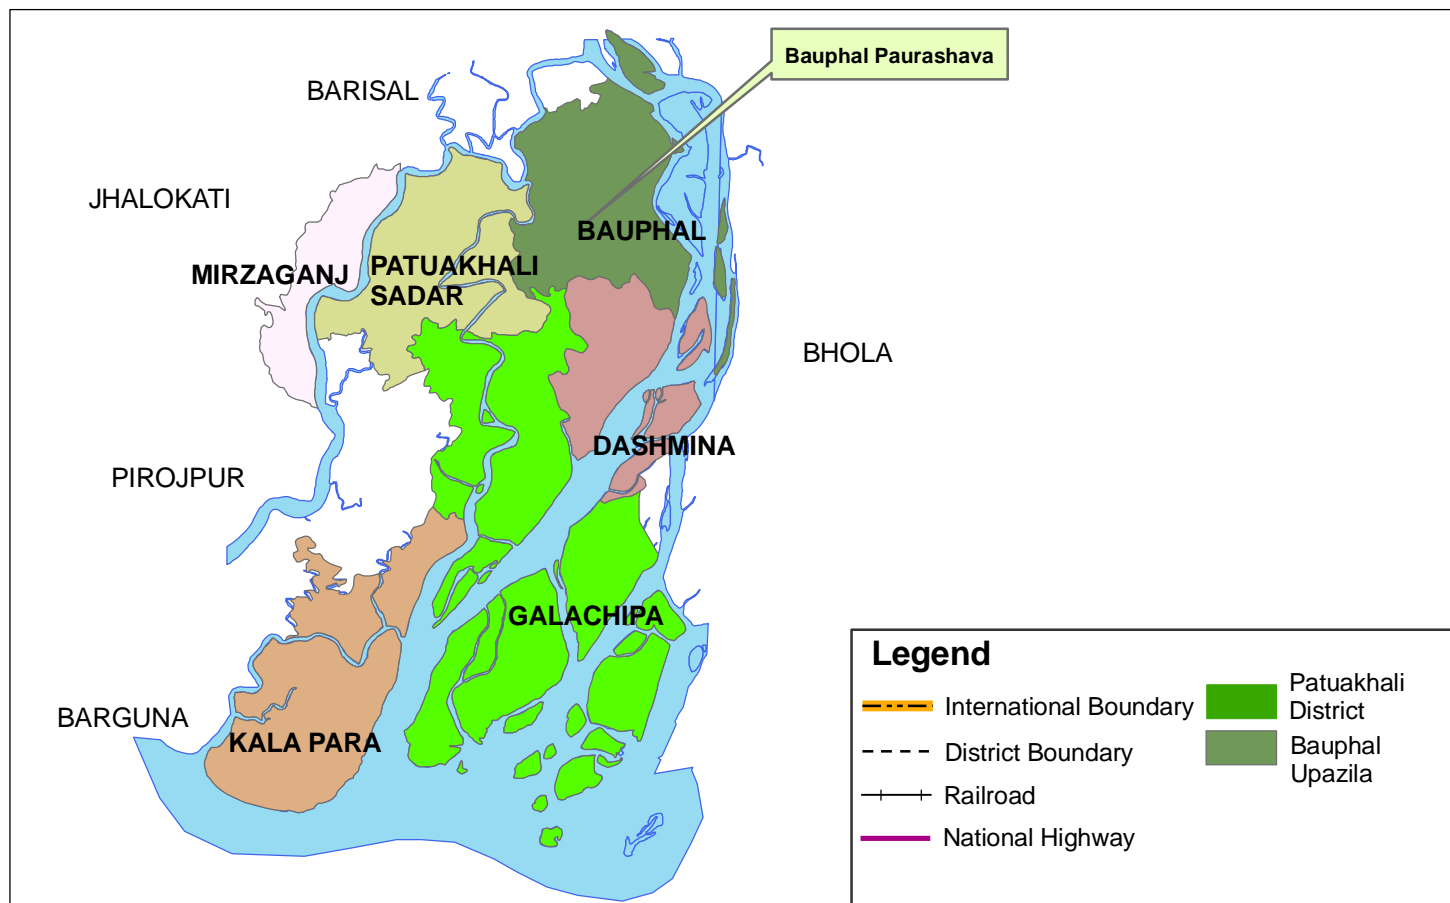 Bauphal Paurashava
BARISAL
JHALOKATI
BAUPHAL
MIRZAGANJ
PATUAKHALI
SADAR
BHOLA
DASHMINA
PIROJPUR
GALACHIPA
BARGUNA
KALA PARA
Legend
International Boundary
District Boundary
Railroad
National Highway
Patuakhali
District
Bauphal
Upazila